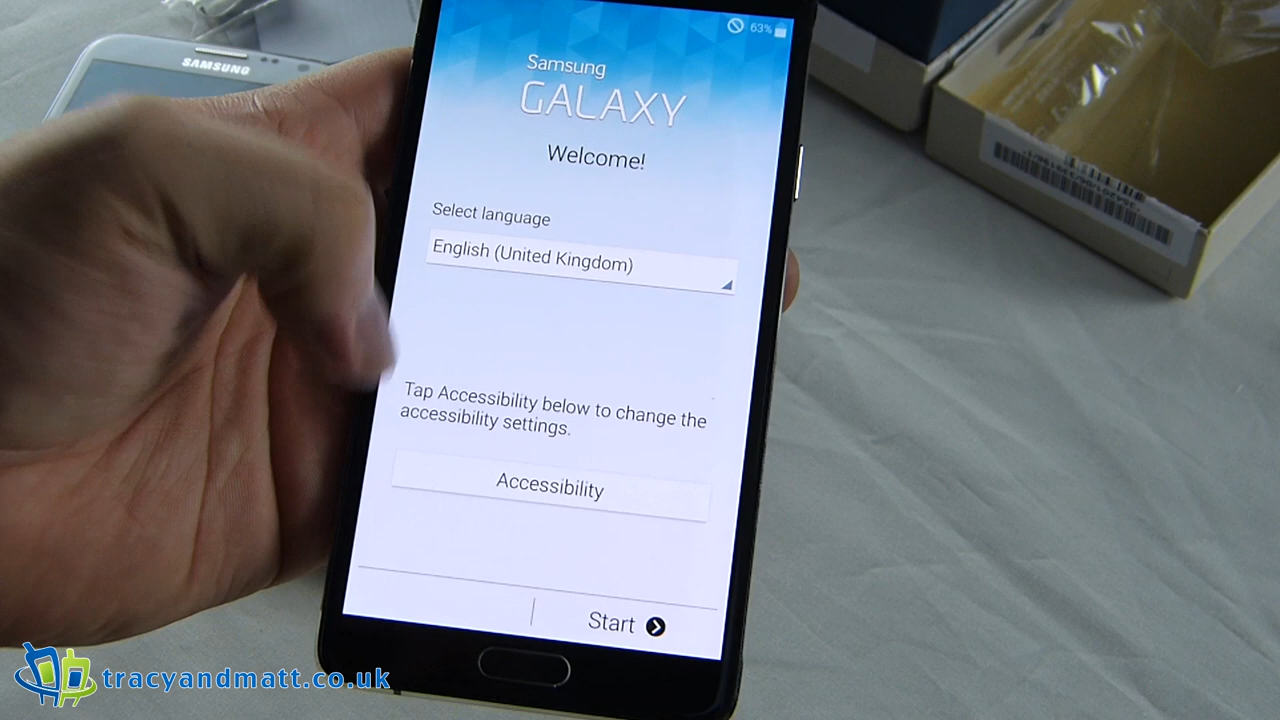 SAMSUNG
63%
Samsung
GALAXY
Welcome!
Select language
English (United Kingdom)
Tap Accessibility below to change the
accessibility settings.
Accessibility
Start
tracyandmatt.co.uk